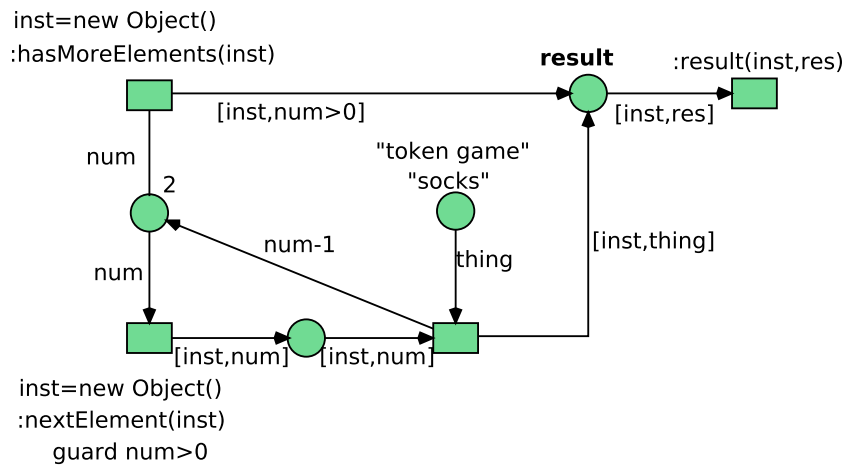 inst=new Object()
:hasMoreElements(inst)
result
:result(inst,res)
[inst,num>0]
[inst,res]
num
"token game"
"socks"
2
num-1
[inst,thing]
thing
num
[inst,num]
[inst,num]
inst=new Object()
:nextElement(inst)
guard num>0